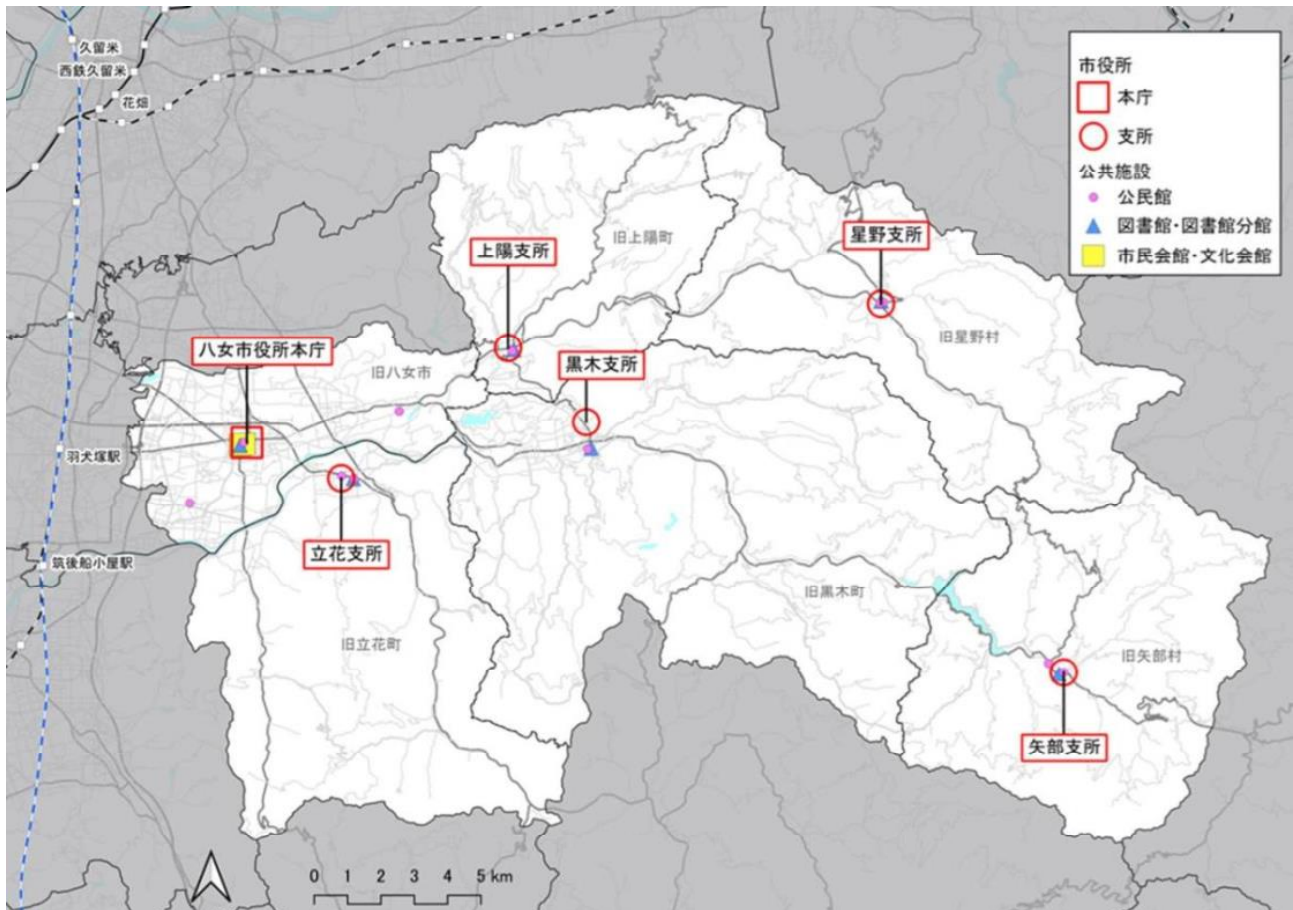 久留米
西鉄久留米
花畑
市役所
本庁
支所
公共施設
公民館
図書館・図書館分館
市民会館・文化会館
上陽支所
旧上陽町
星野支所
旧星野村
八女市役所本庁
旧八女市
黒木支所
羽犬塚駅
立花支所
筑後船小屋駅
旧黒木町
旧立花町
旧矢部村
矢部支所
0 1 2 3 4 5 km